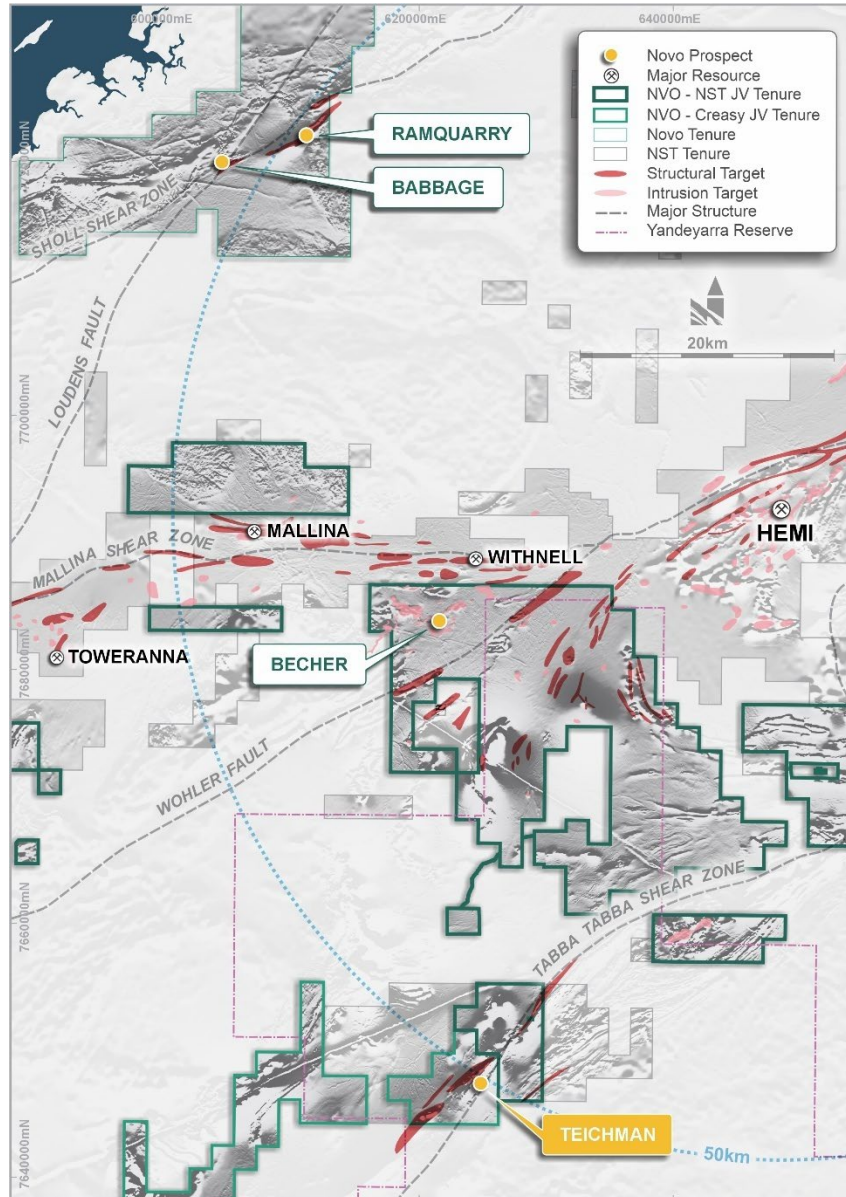 600000mE
620000mE
640000mE
Novo Prospect
Major Resource
NVO - NST JV Tenure
NVO - Creasy JV Tenure
Novo Tenure
NST Tenure
Structural Target
Intrusion Target
Major Structure
Yandeyarra Reserve
RAMQUARRY
BABBAGE
SHOLL SHEAR ZONE
LOUDENS FAULT
20km
7700000mN
MALLINA
HEMI
MALLINA SHEAR ZONE
WITHNELL
BECHER
TOWERANNA
7680000mN
WOHLER FAULT
TABBA TABBA SHEAR ZONE
7660000mN
TEICHMAN
50km
7640000mN